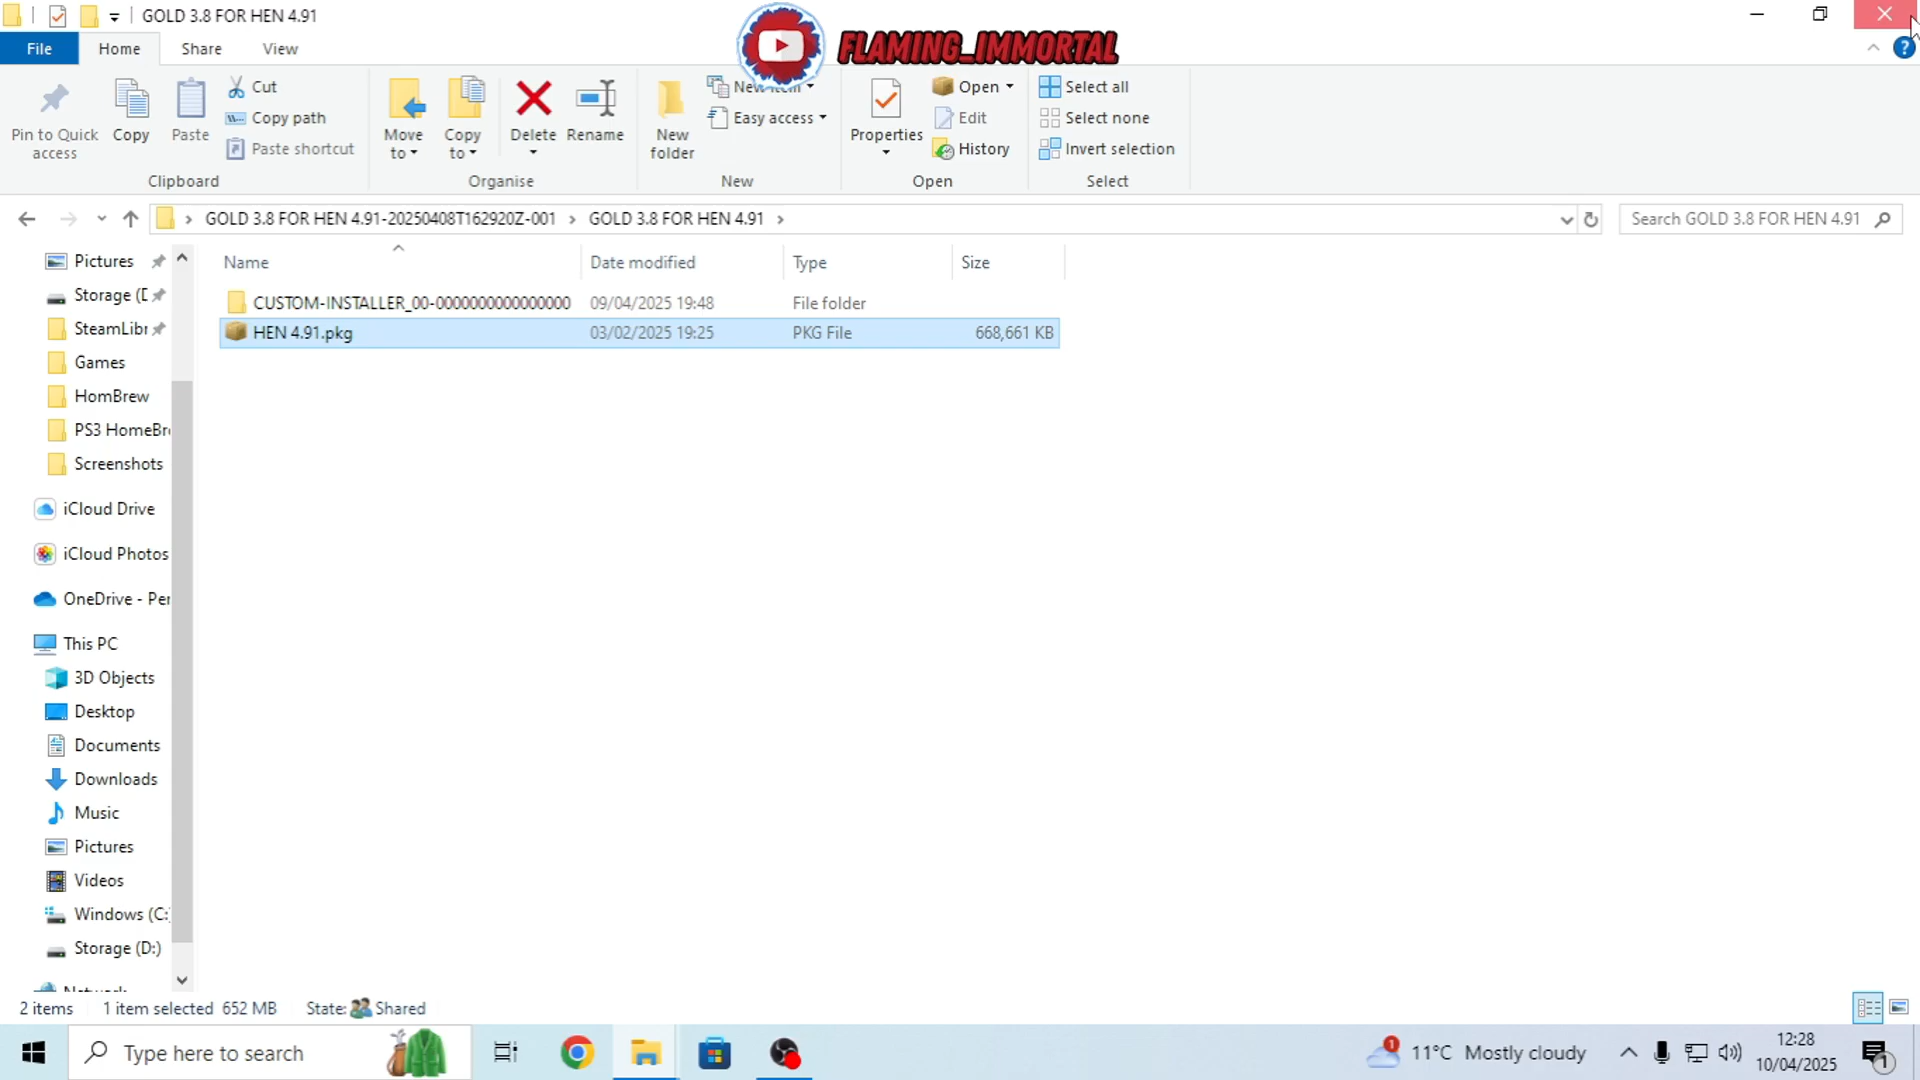 GOLD 3.8 FOR HEN 4.91
FLAMING_IMMORTAL
File Home Share View
Pin to Quick access
Copy
Paste
Cut
Copy path
Paste shortcut
Clipboard
Move to
Copy to
Delete
Rename
Organise
New folder
New item
Easy access
New
Properties
Open
Edit
History
Open
Select all
Select none
Invert selection
Select
GOLD 3.8 FOR HEN 4.91-20250408T162920Z-001 > GOLD 3.8 FOR HEN 4.91 >
Search GOLD 3.8 FOR HEN 4.91
Name Date modified Type Size
CUSTOM-INSTALLER_00-0000000000000000 09/04/2025 19:48 File folder
HEN 4.91.pkg 03/02/2025 19:25 PKG File 668,661 KB
Pictures
Storage (D
SteamLibr
Games
HomBrew
PS3 HomeBr
Screenshots
iCloud Drive
iCloud Photos
OneDrive - Per
This PC
3D Objects
Desktop
Documents
Downloads
Music
Pictures
Videos
Windows (C:
Storage (D:)
Network
2 items 1 item selected 652 MB State: Shared
Type here to search
1
11°C Mostly cloudy
12:28
10/04/2025
1